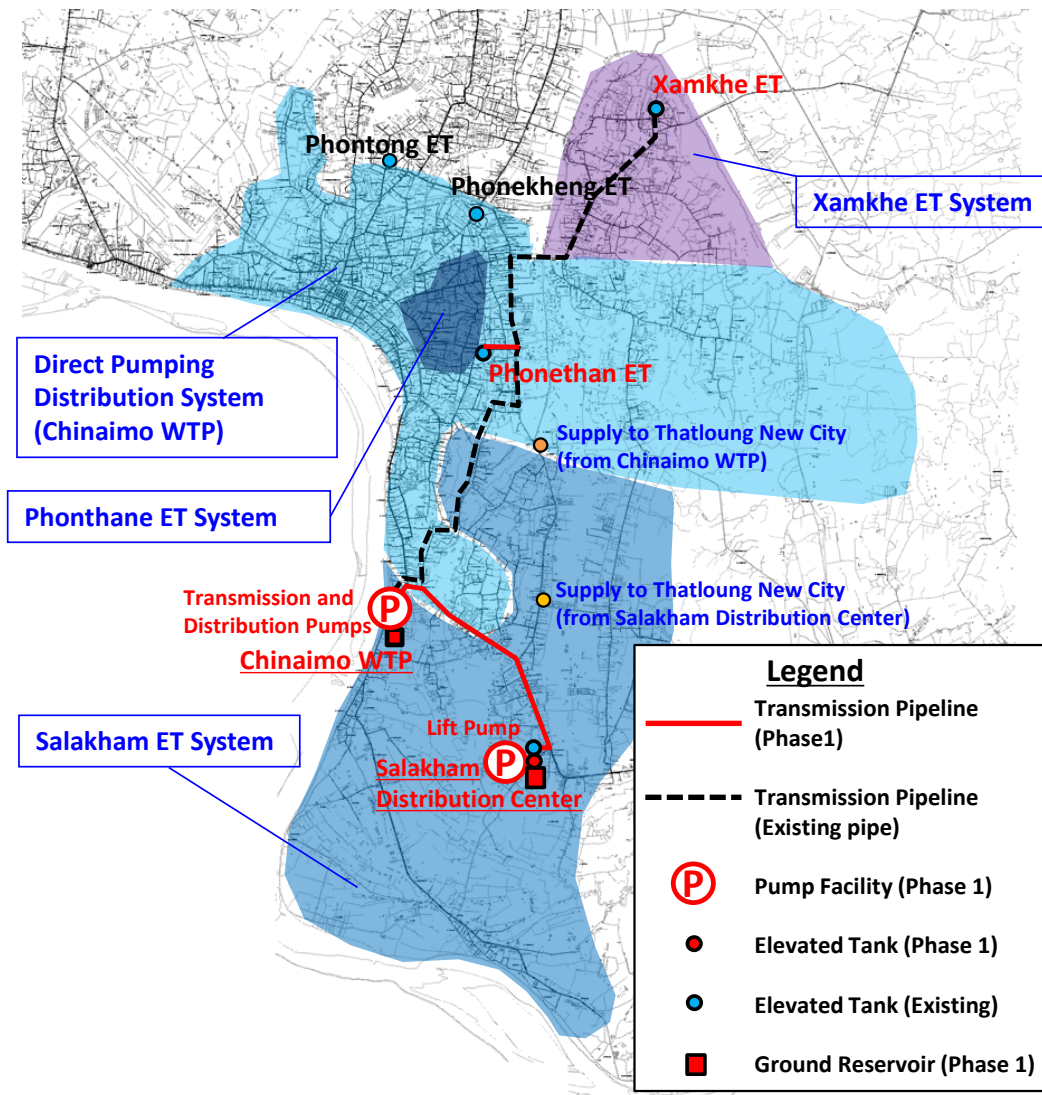 Xamkhe ET
Phontong ET
Phonekheng ET
Xamkhe ET System
Direct Pumping
Distribution System
(Chinaimo WTP)
Phonethan ET
Supply to Thatloung New City
(from Chinaimo WTP)
Phonthane ET System
Transmission and
Distribution Pumps
P
Chinaimo WTP
Supply to Thatloung New City
(from Salakham Distribution Center)
Salakham ET System
Lift Pump
P
Salakham
Distribution Center
Legend
Transmission Pipeline
(Phase1)
Transmission Pipeline
(Existing pipe)
P
Pump Facility (Phase 1)
Elevated Tank (Phase 1)
Elevated Tank (Existing)
Ground Reservoir (Phase 1)